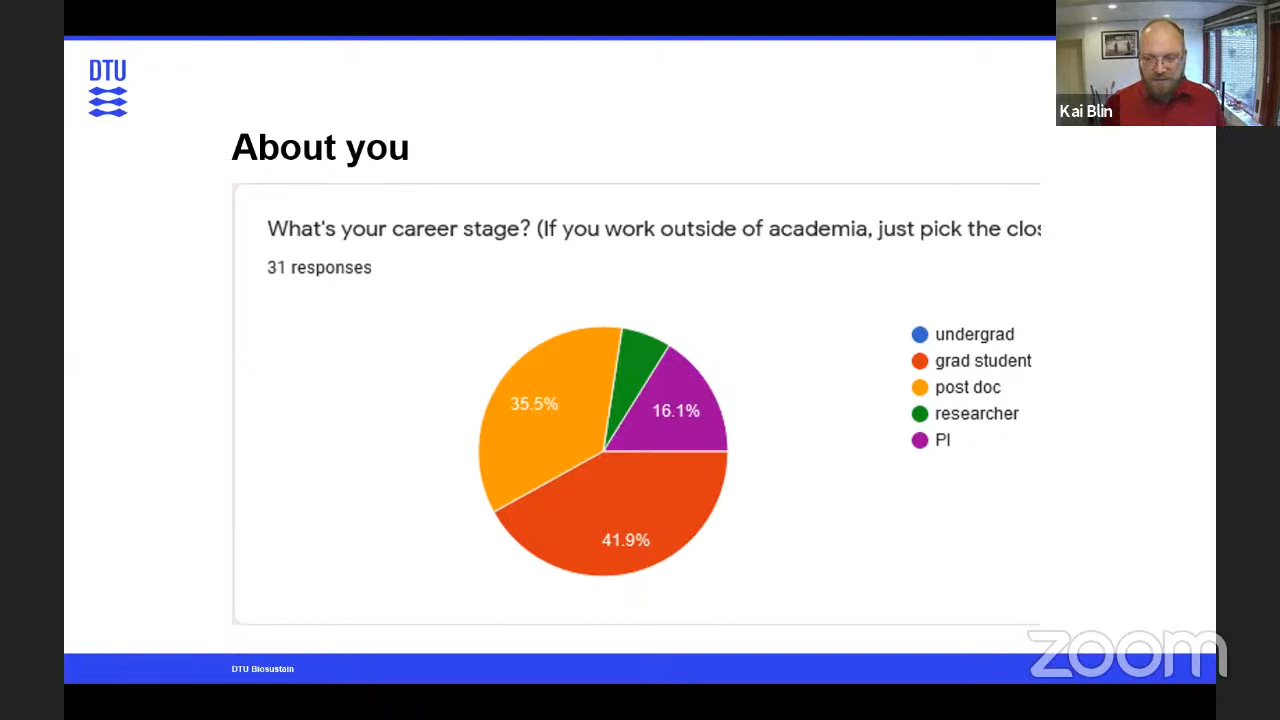 DTU
Kai Blin
About you
What's your career stage? (If you work outside of academia, just pick the clos
31 responses
undergrad
grad student
post doc
researcher
PI
35.5%
16.1%
41.9%
DTU Biosustain
zoom